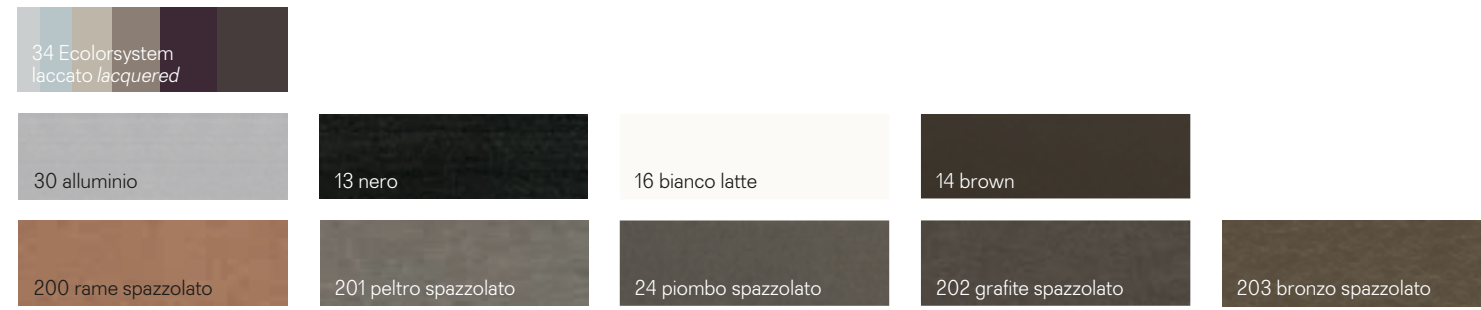 34 Ecolorsystem
laccato lacquered
30 alluminio
13 nero
16 bianco latte
14 brown
200 rame spazzolato
201 peltro spazzolato
24 piombo spazzolato
202 grafite spazzolato
203 bronzo spazzolato